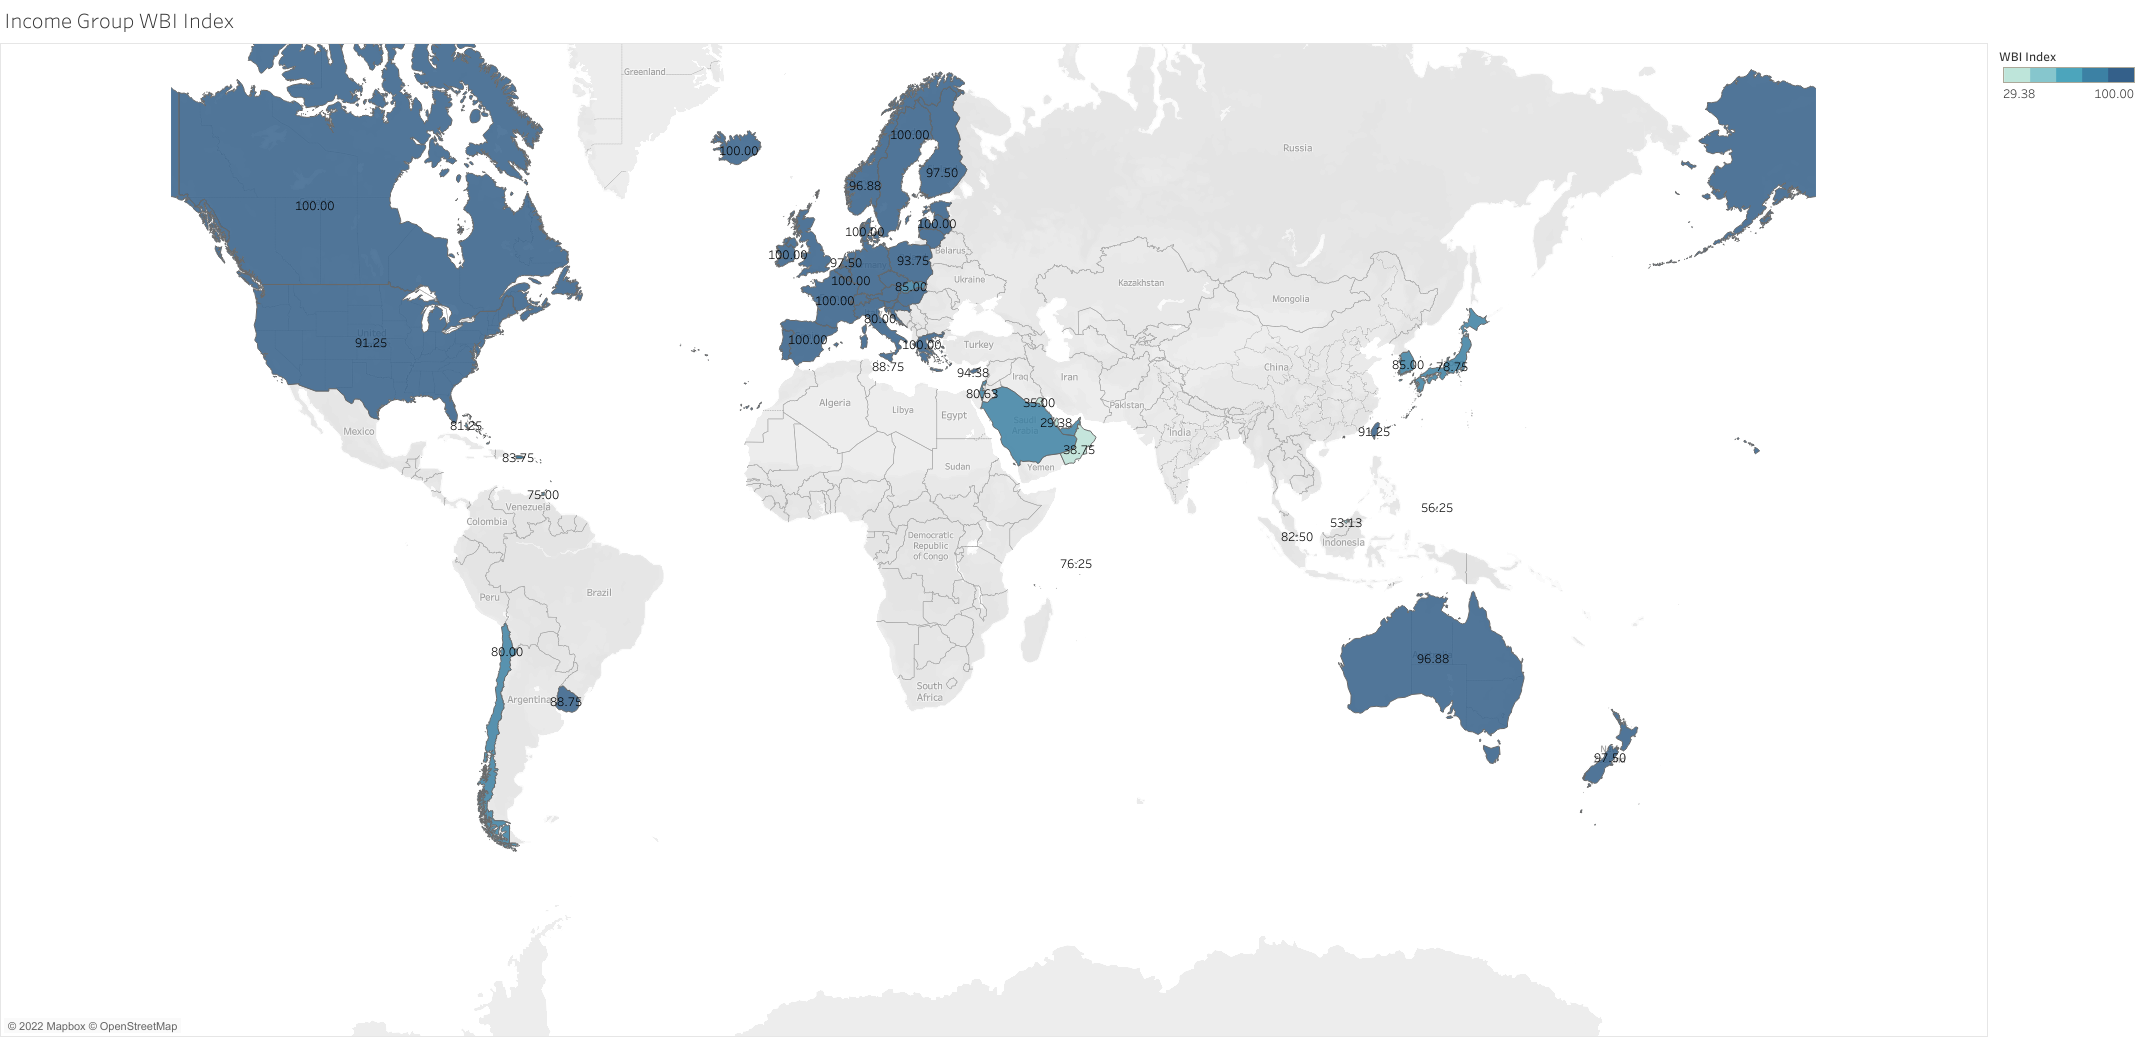 Income Group WBI Index
WBI Index
29.38 100.00
Greenland
100.00
100.00
Russia
97.50
96.88
100.00
100.00
100.00
Belarus
100.00
97.50
93.75
100.00
85.00
Ukraine
Kazakhstan
100.00
Mongolia
80.00
United
91.25
100.00
100.00
Turkey
88.75
94.38
Iraq
Iran
China
85.00
78.75
80.63
35.00
Algeria
Libya
Egypt
Pakistan
Saudi
Arabia
29.38
81.25
Mexico
India
91.25
38.75
83.75
Sudan
Yemen
75.00
Venezuela
Colombia
56.25
53.13
82.50
Indonesia
Democratic
Republic
of Congo
76.25
Peru
Brazil
80.00
96.88
South
Africa
Argentina
88.75
97.50
© 2022 Mapbox © OpenStreetMap